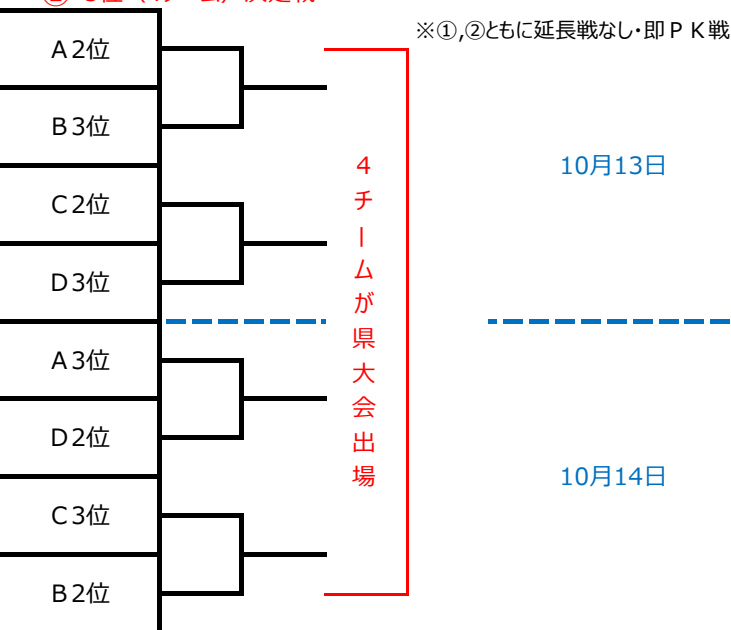 ※①,②ともに延長戦なし・即ＰＫ戦
Ａ2位
Ｂ3位
Ｃ2位
Ｄ3位
Ａ3位
Ｄ2位
Ｃ3位
Ｂ2位
４チームが県大会出場
10月13日
10月14日